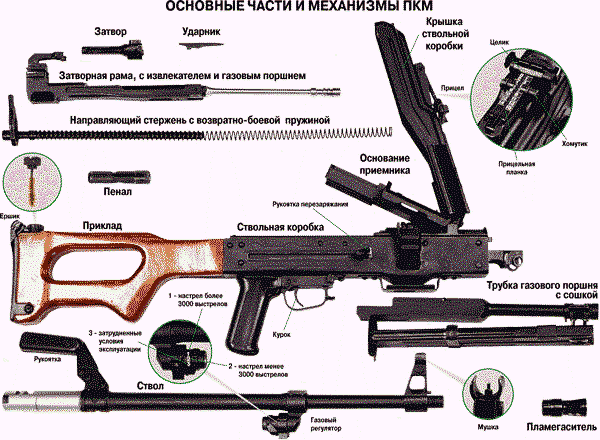 ОСНОВНЫЕ ЧАСТИ И МЕХАНИЗМЫ ПКМ
Затвор
Ударник
Крышка
ствольной
коробки
Целик
Затворная рама, с извлекателем и газовым поршнем
Прицел
Направляющий стержень с возвратно-боевой пружиной
Хомутик
Прицельная
планка
Основание
приемника
Пенал
Ершик
Рукоятка перезаряжания
Приклад
Ствольная коробка
Трубка газового поршня
с сошкой
1 - настрел более
3000 выстрелов
3 - затрудненные
условия
эксплуатации
Курок
Рукоятка
2 - настрел менее
3000 выстрелов
Ствол
Газовый
регулятор
Мушка
Пламегаситель